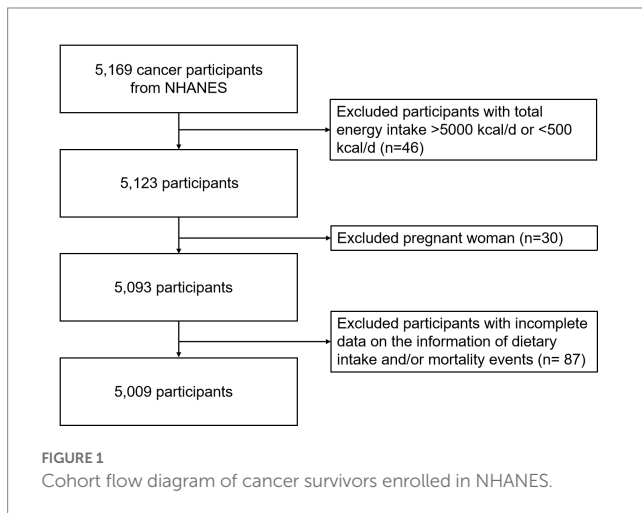 5,169 cancer participants
from NHANES
Excluded participants with total
energy intake >5000 kcal/d or <500
kcal/d (n=46)
5,123 participants
Excluded pregnant woman (n=30)
5,093 participants
Excluded participants with incomplete
data on the information of dietary
intake and/or mortality events (n= 87)
5,009 participants
FIGURE 1
Cohort flow diagram of cancer survivors enrolled in NHANES.